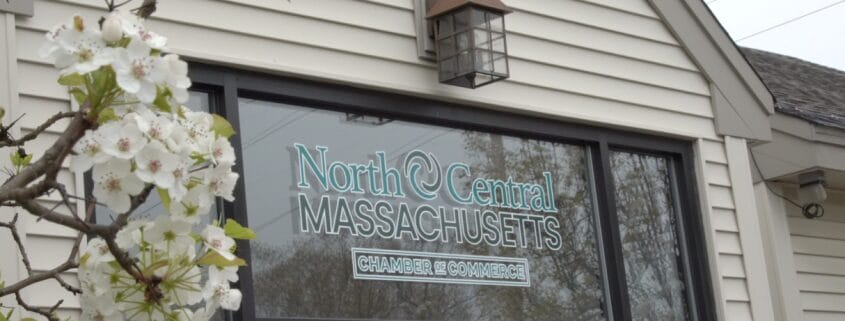 North Central
MASSACHUSETTS
CHAMBER OF COMMERCE